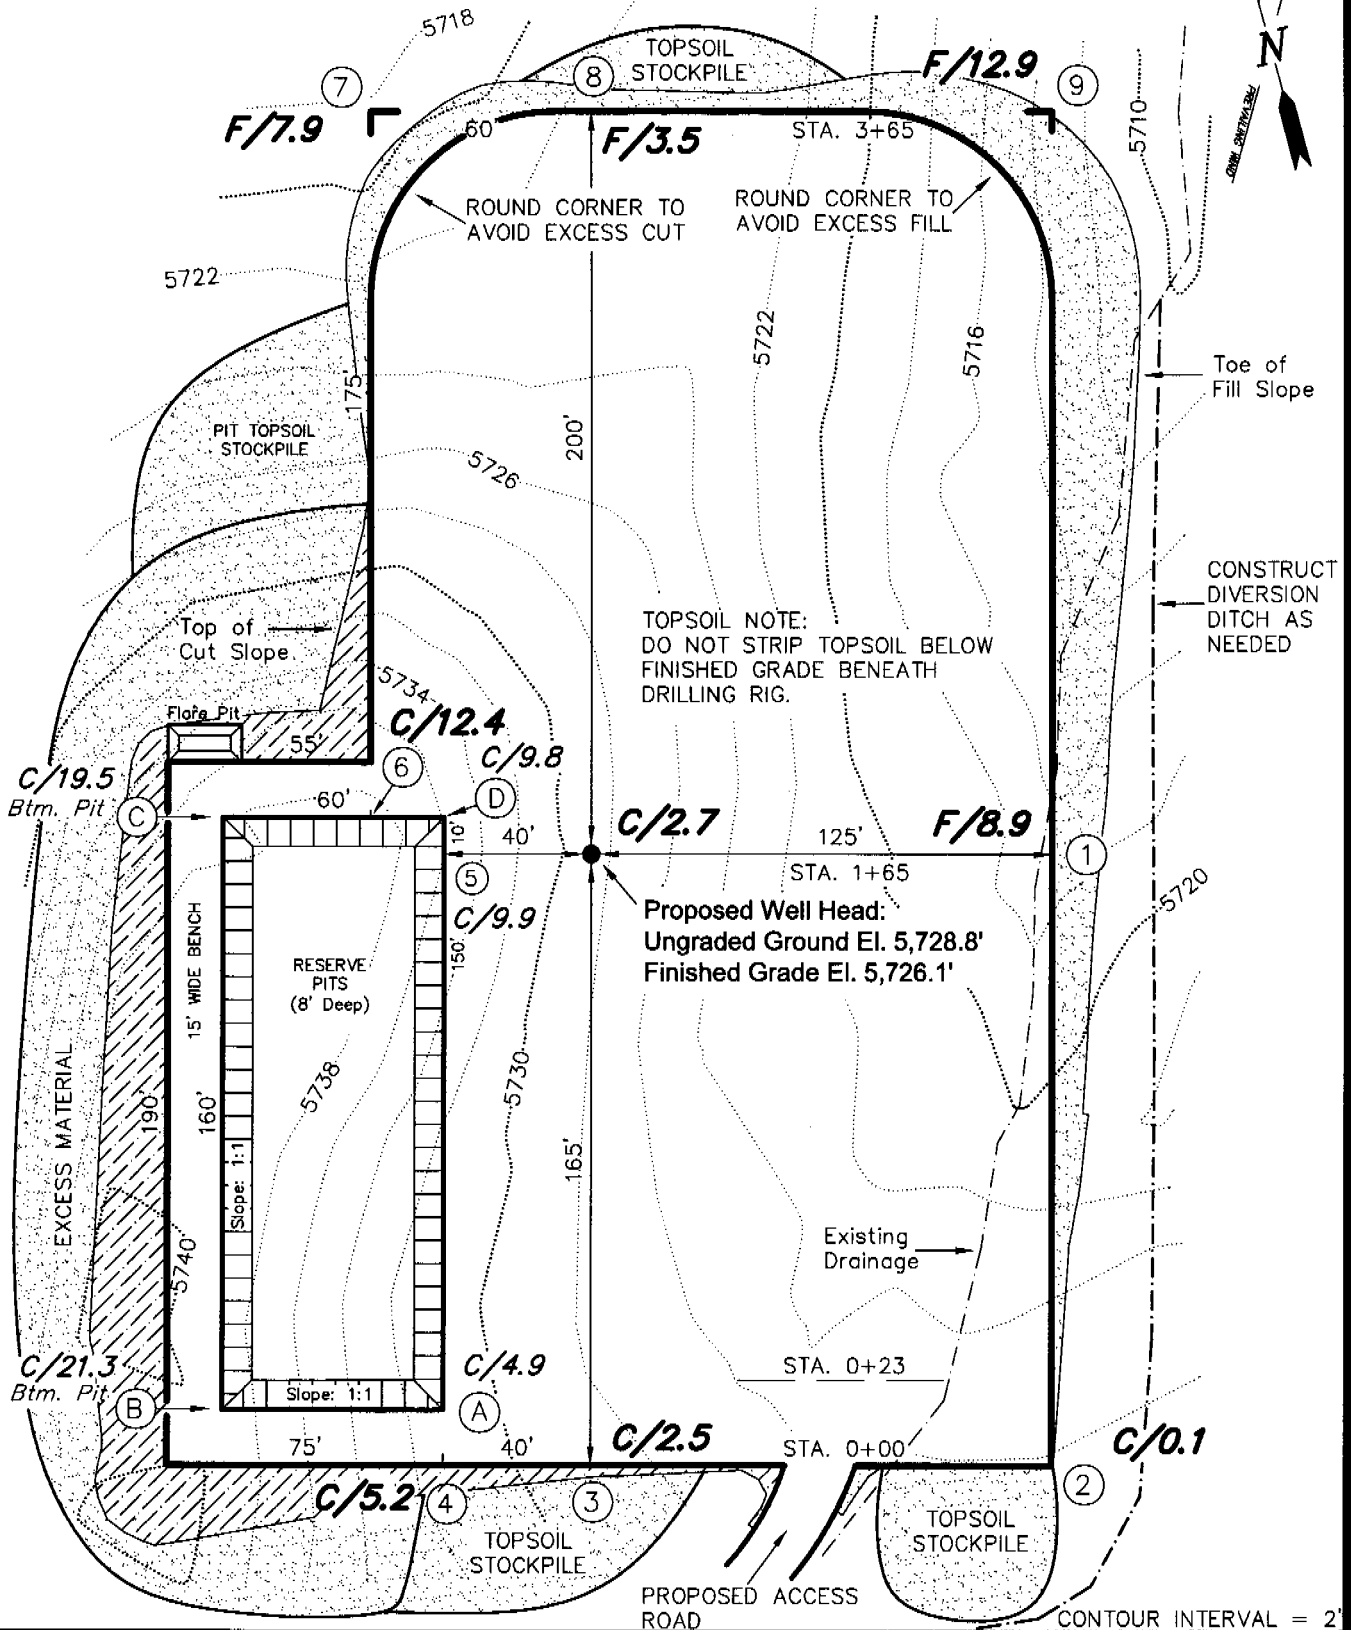 5718
TOPSOIL
STOCKPILE
F/12.9
N
PREVAILING WIND
7
8
9
F/7.9
60'
F/3.5
STA. 3+65
5710
ROUND CORNER TO
AVOID EXCESS CUT
ROUND CORNER TO
AVOID EXCESS FILL
5722
5722
5716
Toe of
Fill Slope
175'
200'
PIT TOPSOIL
STOCKPILE
5726
CONSTRUCT
DIVERSION
DITCH AS
NEEDED
TOPSOIL NOTE:
DO NOT STRIP TOPSOIL BELOW
FINISHED GRADE BENEATH
DRILLING RIG.
Top of
Cut Slope
5734
Flare Pit
C/12.4
55'
C/9.8
6
C/19.5
Btm. Pit
C
60'
D
10'
40'
C/2.7
125'
F/8.9
1
STA. 1+65
5
5720
C/9.9
Proposed Well Head:
Ungraded Ground El. 5,728.8'
Finished Grade El. 5,726.1'
15' WIDE BENCH
RESERVE
PITS
(8' Deep)
150'
5738
5730
EXCESS MATERIAL
190'
160'
165'
Slope: 1:1
5740
Existing
Drainage
C/21.3
Btm. Pit
B
Slope: 1:1
C/4.9
A
STA. 0+23
75'
40'
C/2.5
STA. 0+00
C/0.1
C/5.2
4
3
2
TOPSOIL
STOCKPILE
TOPSOIL
STOCKPILE
PROPOSED ACCESS
ROAD
CONTOUR INTERVAL = 2'